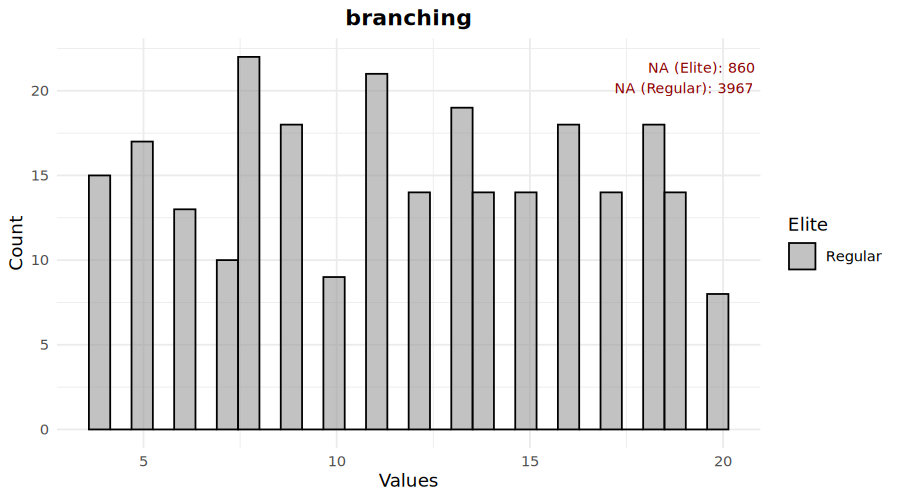 branching
NA (Elite): 860
NA (Regular): 3967
Count
20
15
10
5
0
5
10
15
20
Values
Elite
Regular